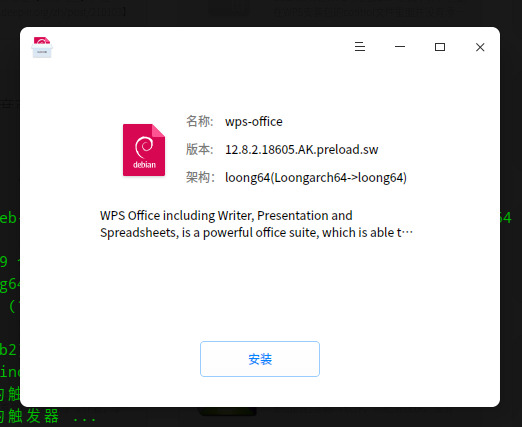 debian
名称: wps-office
版本: 12.8.2.18605.AK.preload.sw
架构: loong64(Loongarch64->loong64)
WPS Office including Writer, Presentation and
Spreadsheets, is a powerful office suite, which is able t…
安装
eb
64
9
g64
(
b2
inc
的触
的触发器 ...